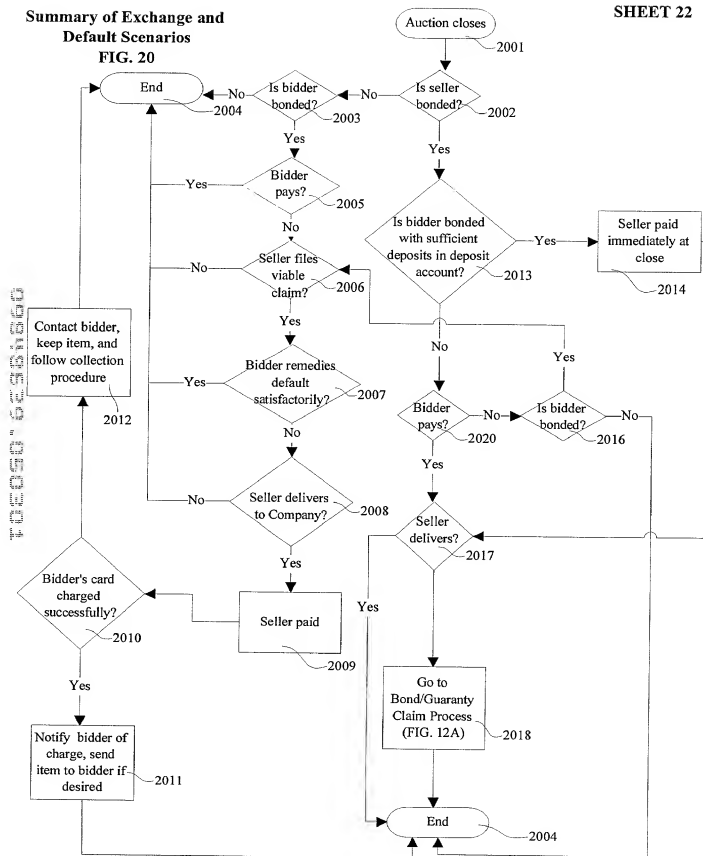 Summary of Exchange and
Default Scenarios
FIG. 20
SHEET 22
Auction closes
2001
End
2004
No
Is bidder
bonded?
2003
No
Is seller
bonded?
2002
Yes
Yes
Bidder
pays?
2005
Yes
No
Is bidder bonded
with sufficient
deposits in deposit
account?
2013
Yes
Seller paid
immediately at
close
2014
Seller files
viable
claim?
2006
No
Yes
Contact bidder,
keep item, and
follow collection
procedure
2012
Bidder remedies
default
satisfactorily?
2007
Yes
No
No
Yes
Bidder
pays?
2020
No
Is bidder
bonded?
2016
No
Yes
Seller delivers
to Company?
2008
No
Yes
Seller
delivers?
2017
Yes
Bidder's card
charged
successfully?
2010
Seller paid
2009
Yes
Go to
Bond/Guaranty
Claim Process
(FIG. 12A)
2018
Notify bidder of
charge, send
item to bidder if
desired
2011
End
2004